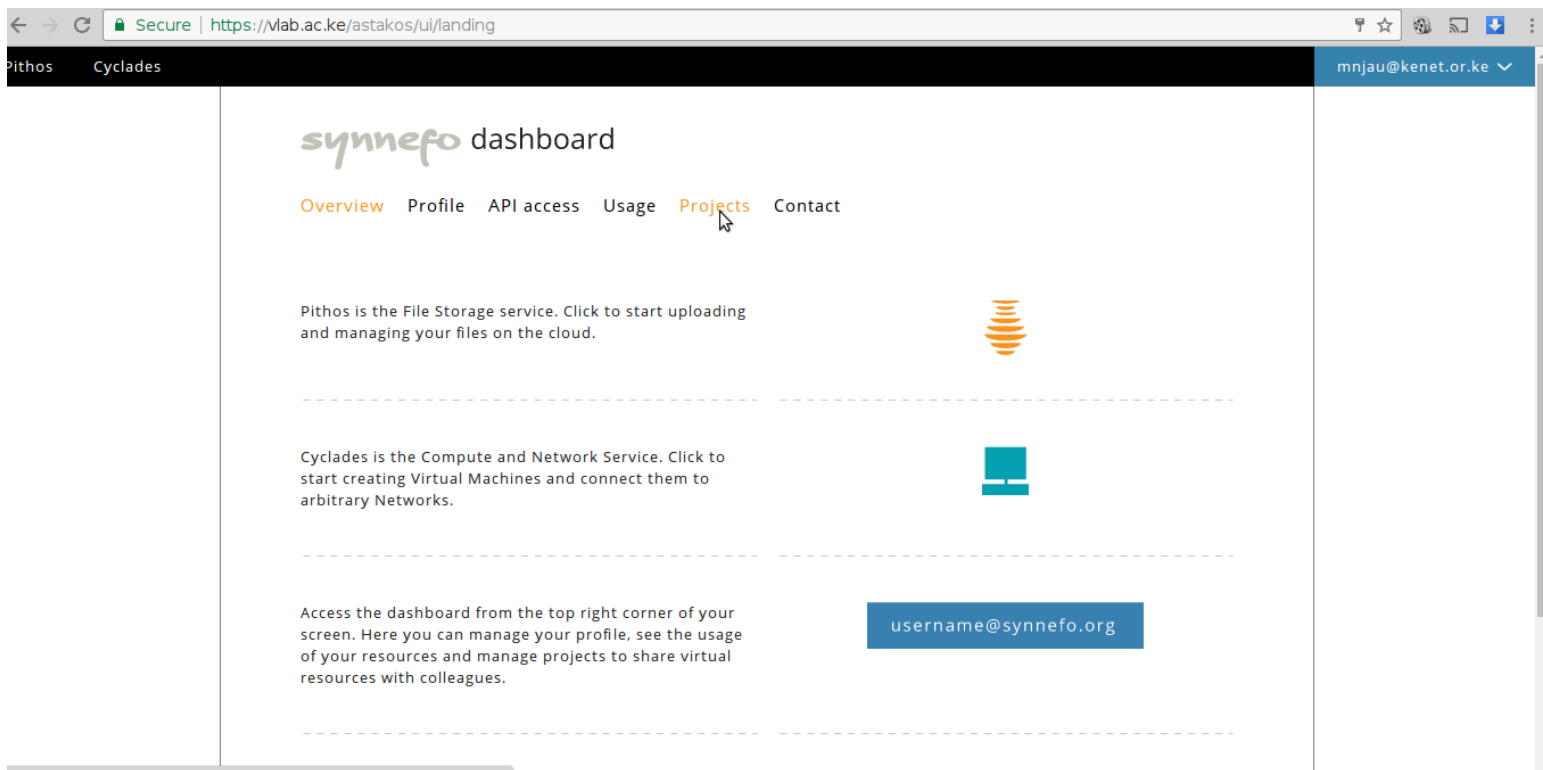 Secure | https://vlab.ac.ke/astakos/ui/landing
Pithos Cyclades mnjau@kenet.or.ke
synnefo dashboard
Overview Profile API access Usage Projects Contact
Pithos is the File Storage service. Click to start uploading
and managing your files on the cloud.
Cyclades is the Compute and Network Service. Click to
start creating Virtual Machines and connect them to
arbitrary Networks.
Access the dashboard from the top right corner of your
screen. Here you can manage your profile, see the usage
of your resources and manage projects to share virtual
resources with colleagues.
username@synnefo.org